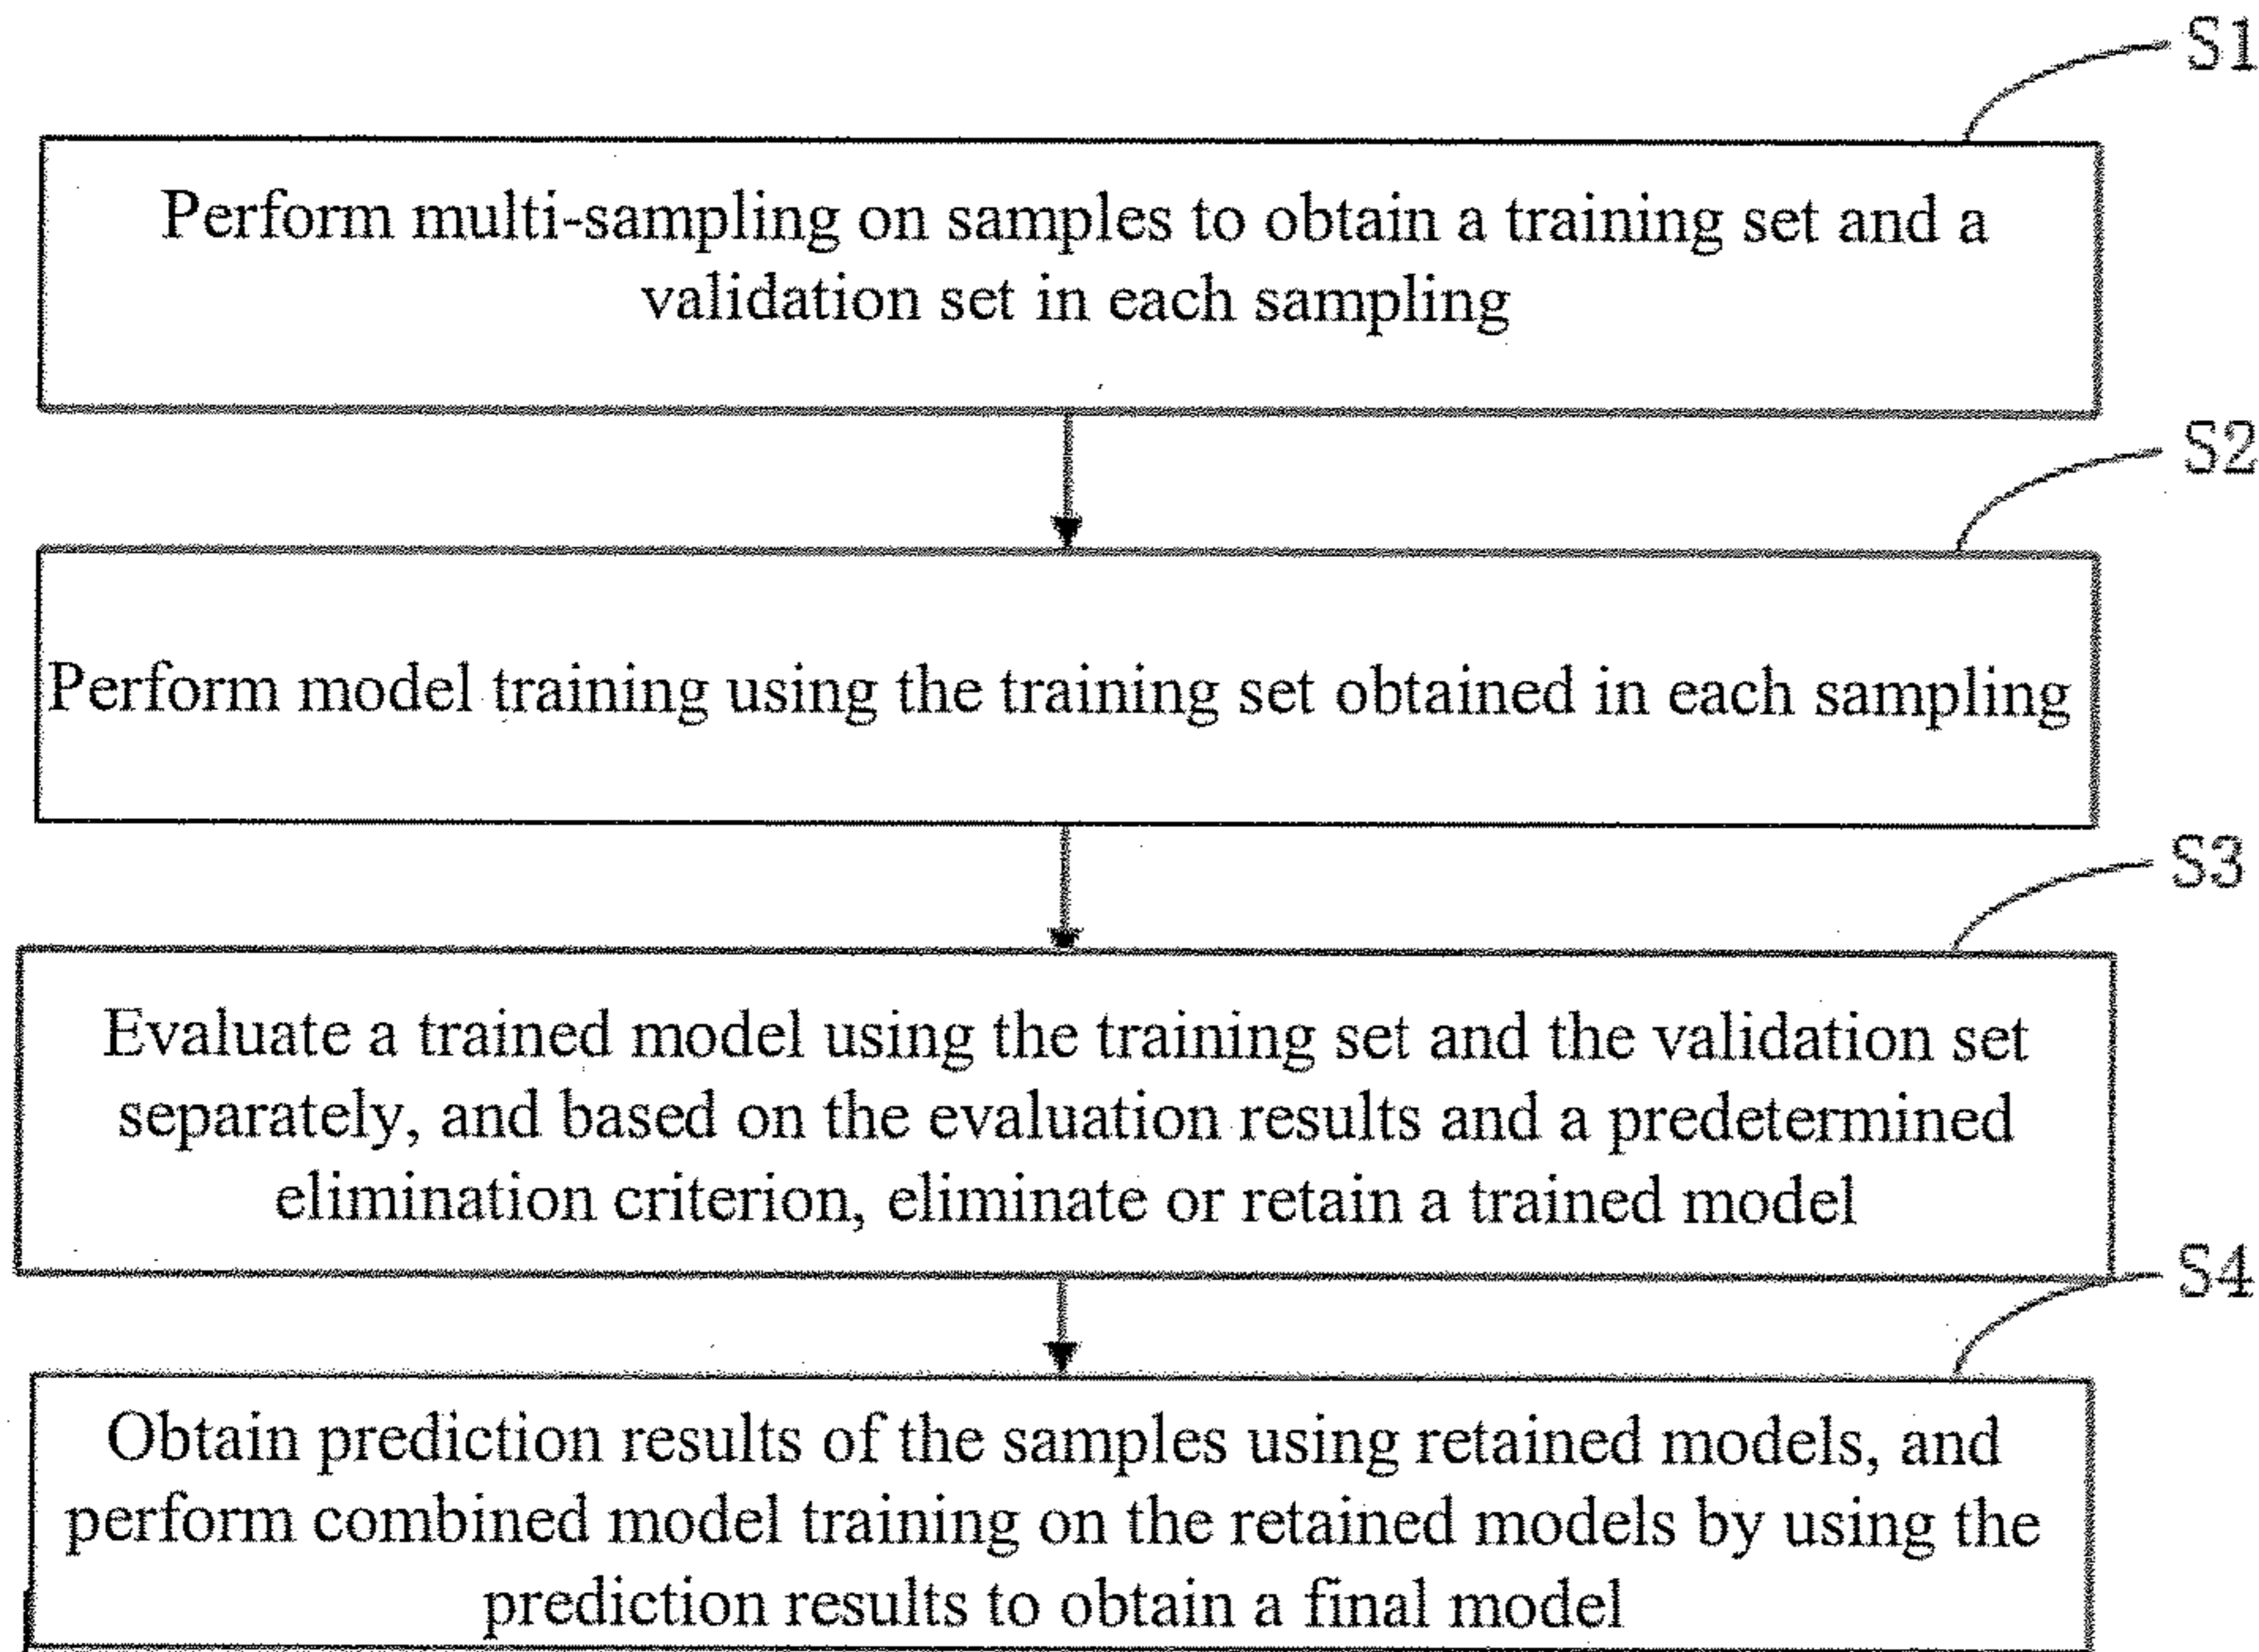 S1
Perform multi-sampling on samples to obtain a training set and a
validation set in each sampling
S2
Perform model training using the training set obtained in each sampling
S3
Evaluate a trained model using the training set and the validation set
separately, and based on the evaluation results and a predetermined
elimination criterion, eliminate or retain a trained model
S4
Obtain prediction results of the samples using retained models, and
perform combined model training on the retained models by using the
prediction results to obtain a final model